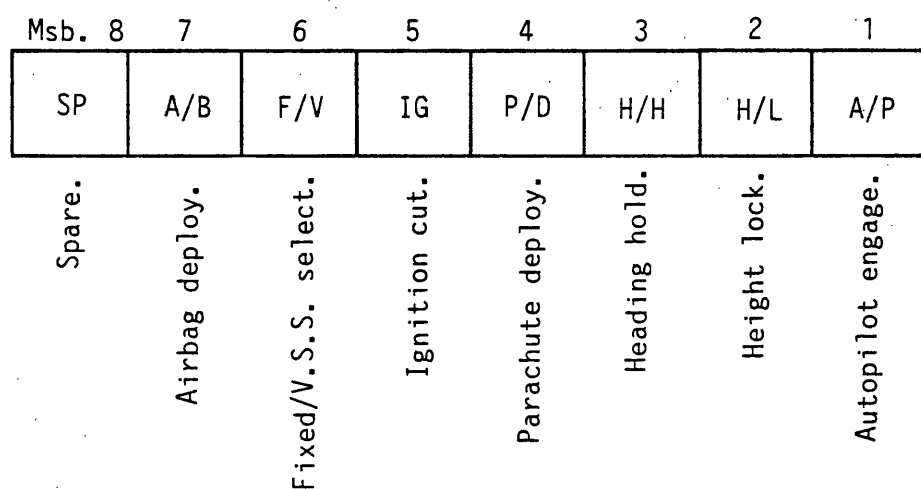 Msb. 8 7 6 5 4 3 2 1
SP A/B F/V IG P/D H/H H/L A/P
Spare.
Airbag deploy.
Fixed/V.S.S. select.
Ignition cut.
Parachute deploy.
Heading hold.
Height lock.
Autopilot engage.